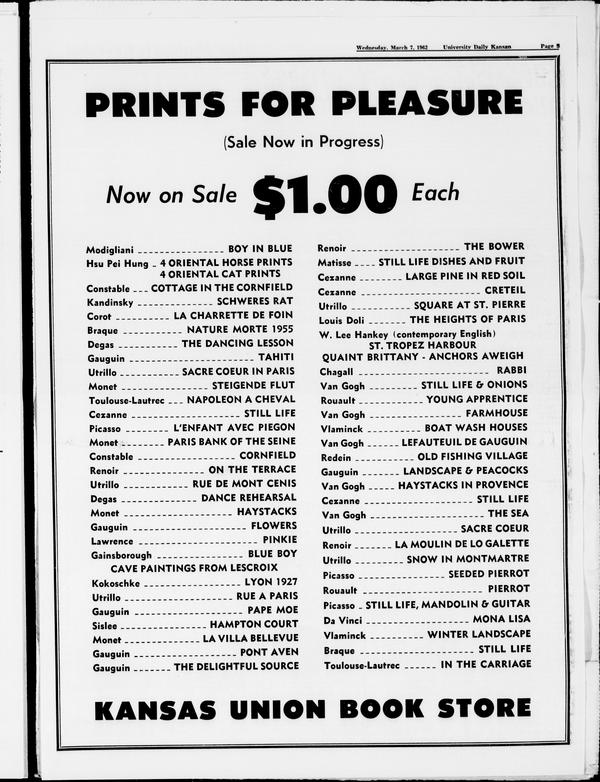 Wednesday, March 7, 1962 University Daily Kansan Page 5
PRINTS FOR PLEASURE
(Sale Now in Progress)
Now on Sale $1.00 Each
Modigliani ---------------- BOY IN BLUE
Hsu Pei Hung - 4 ORIENTAL HORSE PRINTS
4 ORIENTAL CAT PRINTS
Constable --- COTTAGE IN THE CORNFIELD
Kandinsky -------------- SCHWERES RAT
Corot ---------- LA CHARRETTE DE FOIN
Braque ------------ NATURE MORTE 1955
Degas ----------- THE DANCING LESSON
Gauguin ----------------------- TAHITI
Utrillo ----------- SACRE COEUR IN PARIS
Monet ---------------- STEIGENDE FLUT
Toulouse-Lautrec --- NAPOLEON A CHEVAL
Cezanne -------------------- STILL LIFE
Picasso -------- L'ENFANT AVEC PIEGON
Monet -------- PARIS BANK OF THE SEINE
Constable ------------------- CORNFIELD
Renoir --------------- ON THE TERRACE
Utrillo ------------- RUE DE MONT CENIS
Degas -------------- DANCE REHEARSAL
Monet -------------------- HAYSTACKS
Gauguin --------------------- FLOWERS
Lawrence ---------------------- PINKIE
Gainsborough ---------------- BLUE BOY
CAVE PAINTINGS FROM LESCROIX
Kokoschke ----------------- LYON 1927
Utrillo -------------------- RUE A PARIS
Gauguin -------------------- PAPE MOE
Sislee --------------- HAMPTON COURT
Monet -------------- LA VILLA BELLEVUE
Gauguin ------------------- PONT AVEN
Gauguin ------- THE DELIGHTFUL SOURCE
Renoir -------------------- THE BOWER
Matisse ---- STILL LIFE DISHES AND FRUIT
Cezanne -------- LARGE PINE IN RED SOIL
Cezanne ---------------------- CRETEIL
Utrillo ---------- SQUARE AT ST. PIERRE
Louis Doli ------- THE HEIGHTS OF PARIS
W. Lee Hankey (contemporary English)
ST. TROPEZ HARBOUR
QUAINT BRITTANY - ANCHORS AWEIGH
Chagall ------------------------ RABBI
Van Gogh ---------- STILL LIFE & ONIONS
Rouault ------------ YOUNG APPRENTICE
Van Gogh ------------------ FARMHOUSE
Vlaminck ---------- BOAT WASH HOUSES
Van Gogh ------ LEFAUTEUIL DE GAUGUIN
Redein ----------- OLD FISHING VILLAGE
Gauguin ------- LANDSCAPE & PEACOCKS
Van Gogh ----- HAYSTACKS IN PROVENCE
Cezanne -------------------- STILL LIFE
Van Gogh --------------------- THE SEA
Utrillo ------------------- SACRE COEUR
Renoir ------- LA MOULIN DE LO GALETTE
Utrillo ---------- SNOW IN MONTMARTRE
Picasso ---------------- SEEDED PIERROT
Rouault ---------------------- PIERROT
Picasso - STILL LIFE, MANDOLIN & GUITAR
Da Vinci ------------------- MONA LISA
Vlaminck ----------- WINTER LANDSCAPE
Braque --------------------- STILL LIFE
Toulouse-Lautrec ------ IN THE CARRIAGE
KANSAS UNION BOOK STORE